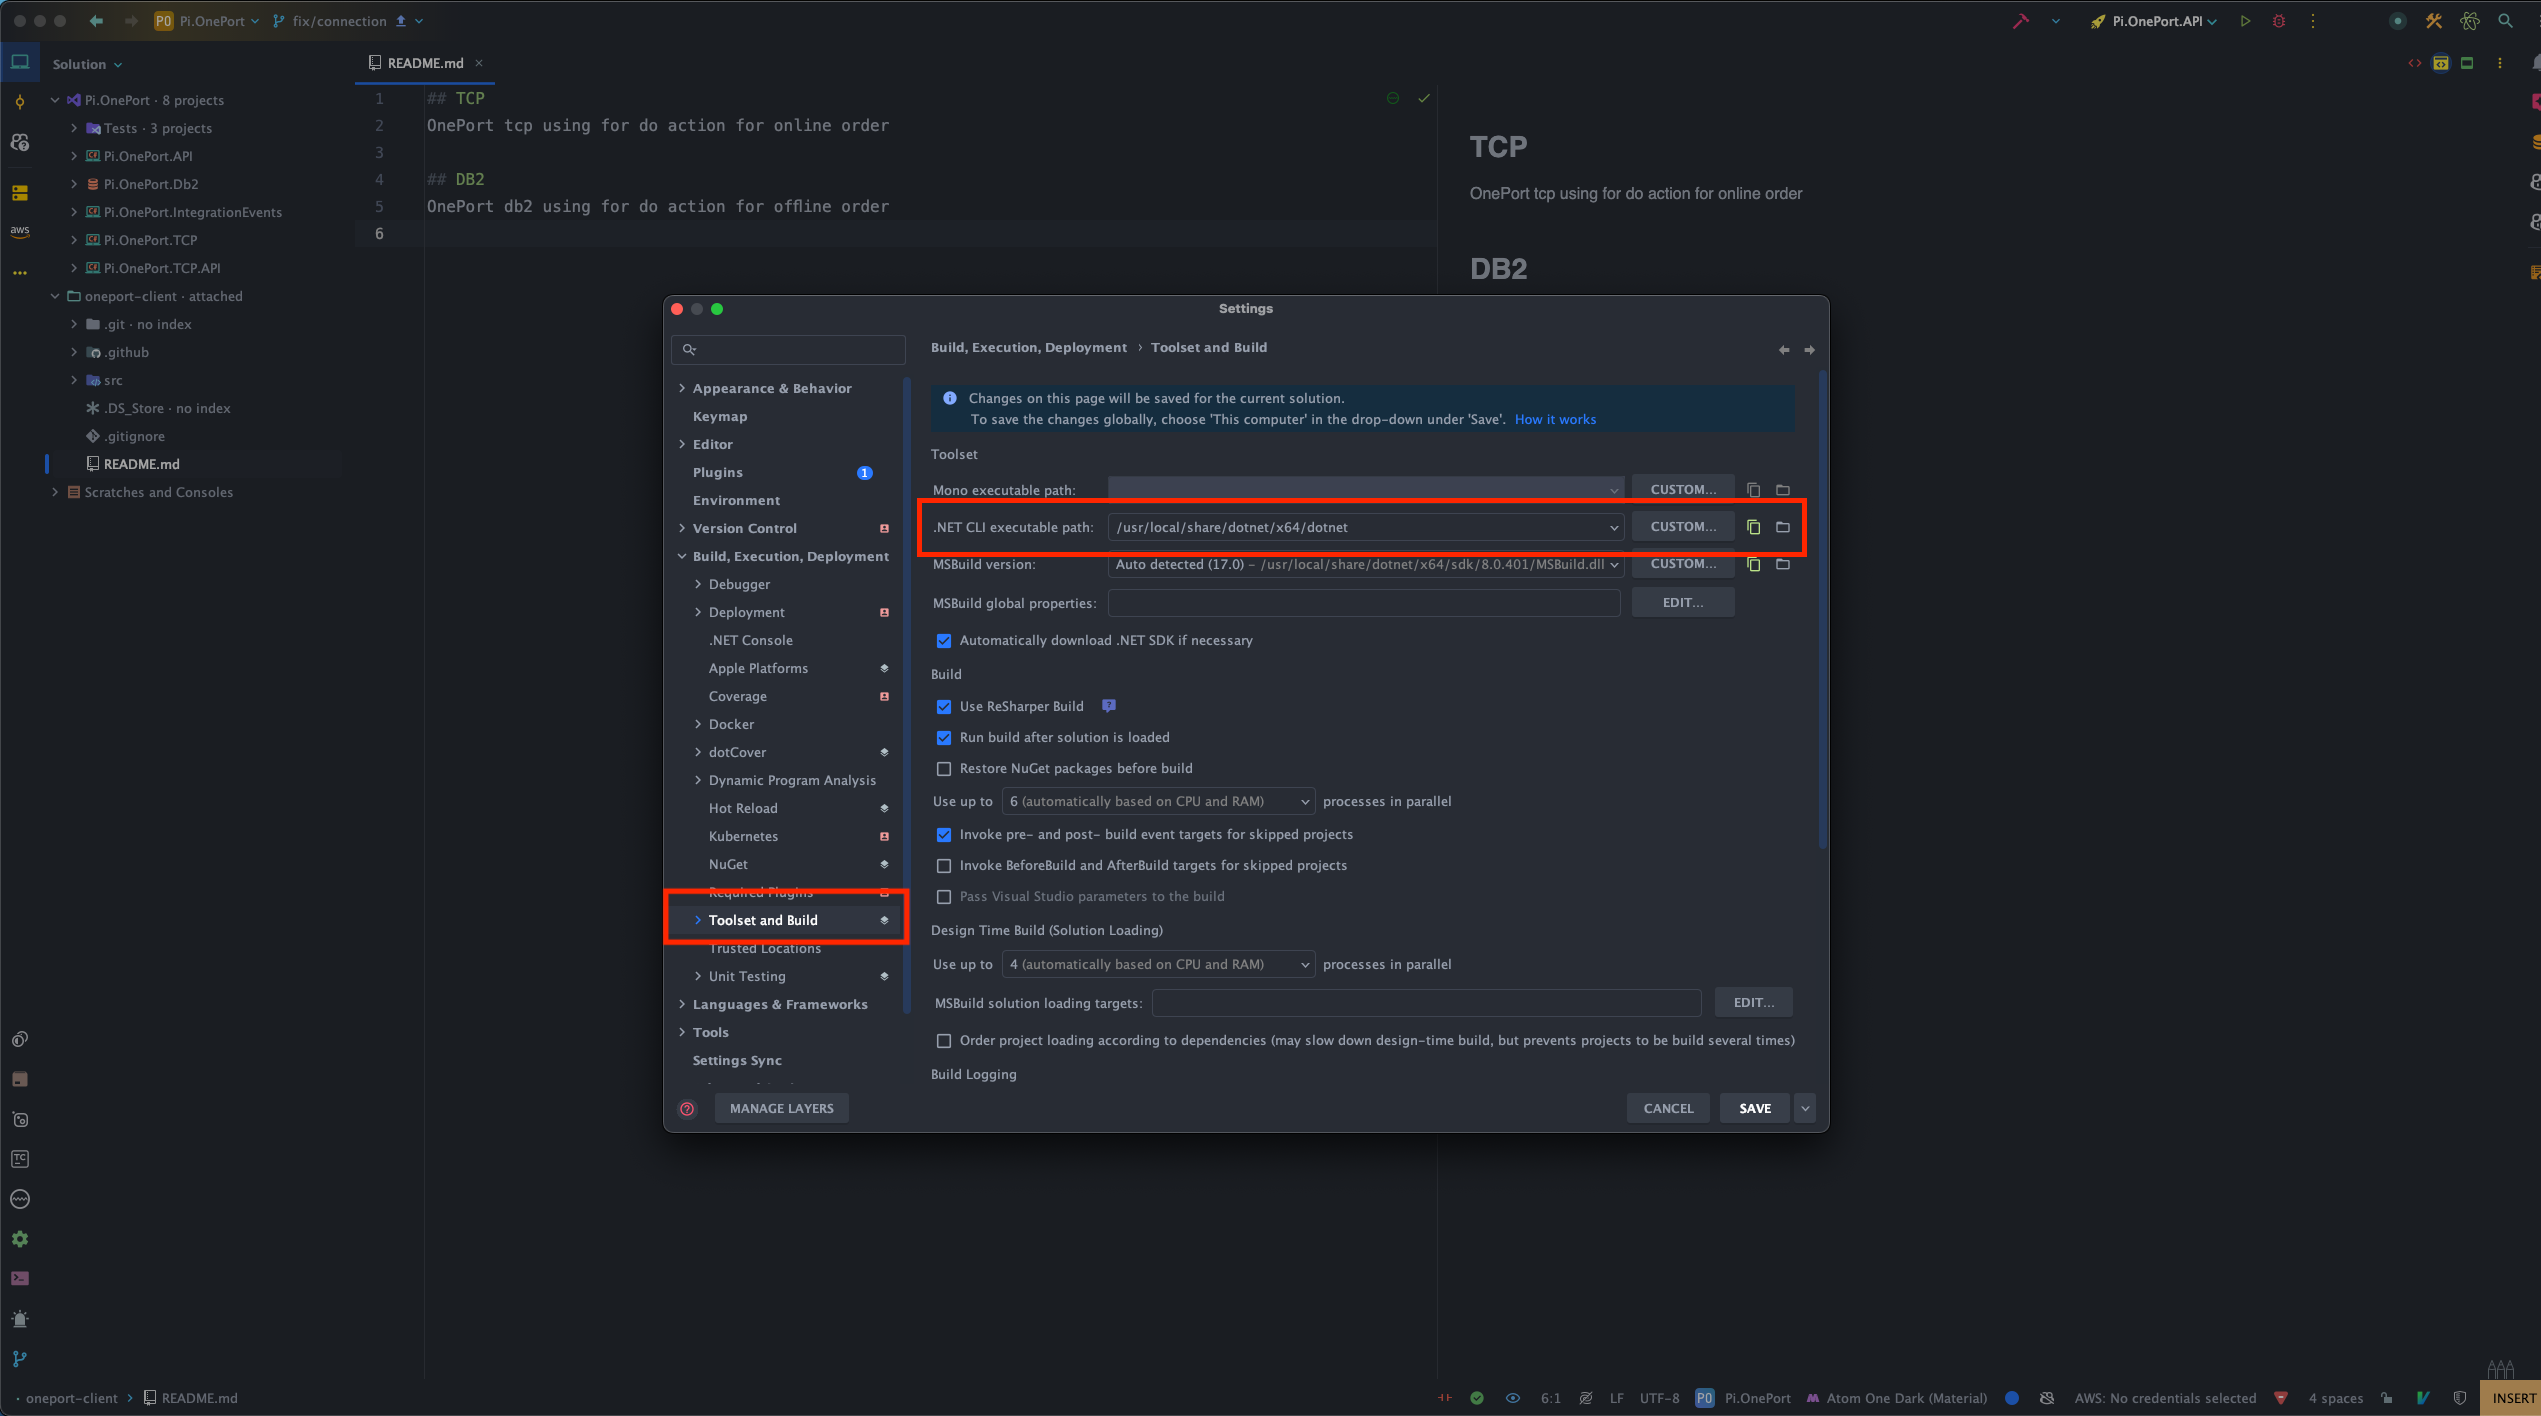 PO Pi.OnePort fix/connection
Pi.OnePort.API
Solution
README.md
Pi.OnePort · 8 projects
Tests · 3 projects
Pi.OnePort.API
Pi.OnePort.Db2
Pi.OnePort.IntegrationEvents
Pi.OnePort.TCP
Pi.OnePort.TCP.API
oneport-client · attached
.git · no index
.github
src
.DS_Store · no index
.gitignore
README.md
Scratches and Consoles
aws
TC
1 ## TCP
2 OnePort tcp using for do action for online order
3
4 ## DB2
5 OnePort db2 using for do action for offline order
6
TCP
OnePort tcp using for do action for online order
DB2
Settings
Appearance & Behavior
Keymap
Editor
Plugins 1
Environment
Version Control
Build, Execution, Deployment
Debugger
Deployment
.NET Console
Apple Platforms
Coverage
Docker
dotCover
Dynamic Program Analysis
Hot Reload
Kubernetes
NuGet
Required Plugins
Toolset and Build
Trusted Locations
Unit Testing
Languages & Frameworks
Tools
Settings Sync
Build, Execution, Deployment › Toolset and Build
Changes on this page will be saved for the current solution.
To save the changes globally, choose 'This computer' in the drop-down under 'Save'. How it works
Toolset
Mono executable path: CUSTOM...
.NET CLI executable path: /usr/local/share/dotnet/x64/dotnet CUSTOM...
MSBuild version: Auto detected (17.0) – /usr/local/share/dotnet/x64/sdk/8.0.401/MSBuild.dll CUSTOM...
MSBuild global properties: EDIT...
Automatically download .NET SDK if necessary
Build
Use ReSharper Build
Run build after solution is loaded
Restore NuGet packages before build
Use up to 6 (automatically based on CPU and RAM) processes in parallel
Invoke pre- and post- build event targets for skipped projects
Invoke BeforeBuild and AfterBuild targets for skipped projects
Pass Visual Studio parameters to the build
Design Time Build (Solution Loading)
Use up to 4 (automatically based on CPU and RAM) processes in parallel
MSBuild solution loading targets: EDIT...
Order project loading according to dependencies (may slow down design-time build, but prevents projects to be build several times)
Build Logging
MANAGE LAYERS CANCEL SAVE
oneport-client › README.md
6:1 LF UTF-8 PO Pi.OnePort Atom One Dark (Material) AWS: No credentials selected 4 spaces INSERT